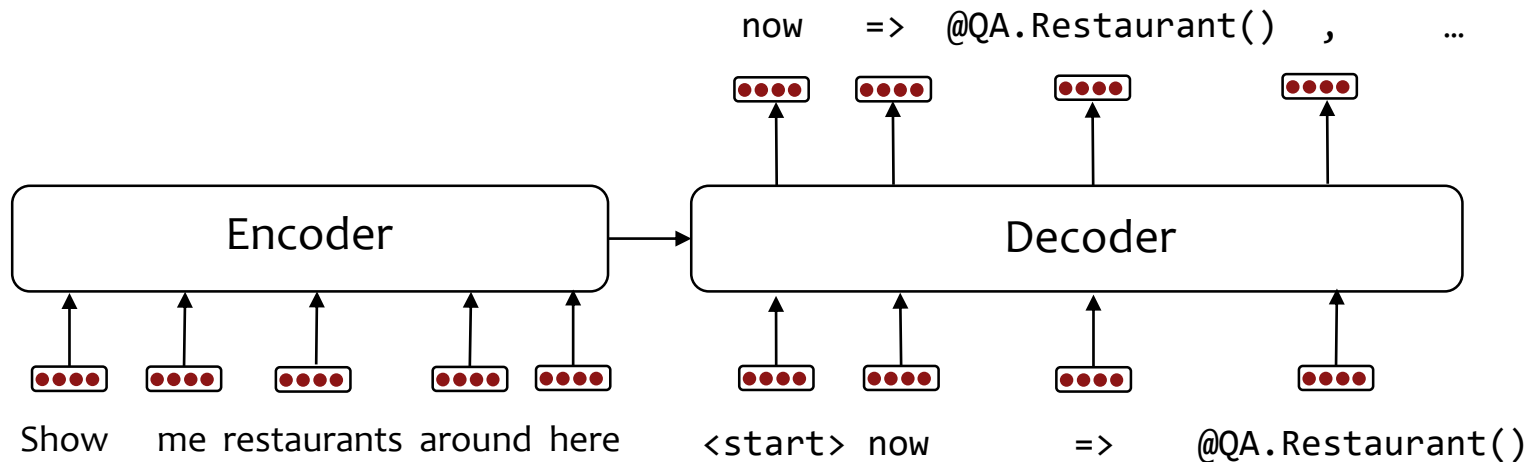 now => @QA.Restaurant() , …
Encoder Decoder
Show me restaurants around here <start> now => @QA.Restaurant()